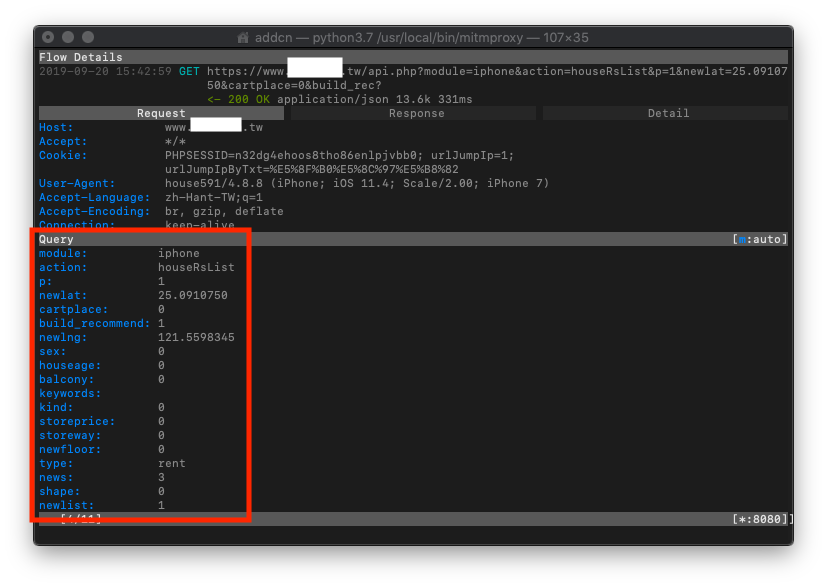 addcn — python3.7 /usr/local/bin/mitmproxy — 107×35
Flow Details
2019-09-20 15:42:59 GET https://www. .tw/api.php?module=iphone&action=houseRsList&p=1&newlat=25.09107
50&cartplace=0&build_rec?
<- 200 OK application/json 13.6k 331ms
Request Response Detail
Host: www. .tw
Accept: */*
Cookie: PHPSESSID=n32dg4ehoos8tho86enlpjvbb0; urlJumpIp=1;
urlJumpIpByTxt=%E5%8F%B0%E5%8C%97%E5%B8%82
User-Agent: house591/4.8.8 (iPhone; iOS 11.4; Scale/2.00; iPhone 7)
Accept-Language: zh-Hant-TW;q=1
Accept-Encoding: br, gzip, deflate
Connection: keep-alive
Query [m:auto]
module: iphone
action: houseRsList
p: 1
newlat: 25.0910750
cartplace: 0
build_recommend: 1
newlng: 121.5598345
sex: 0
houseage: 0
balcony: 0
keywords:
kind: 0
storeprice: 0
storeway: 0
newfloor: 0
type: rent
news: 3
shape: 0
newlist: 1
[*:8080]